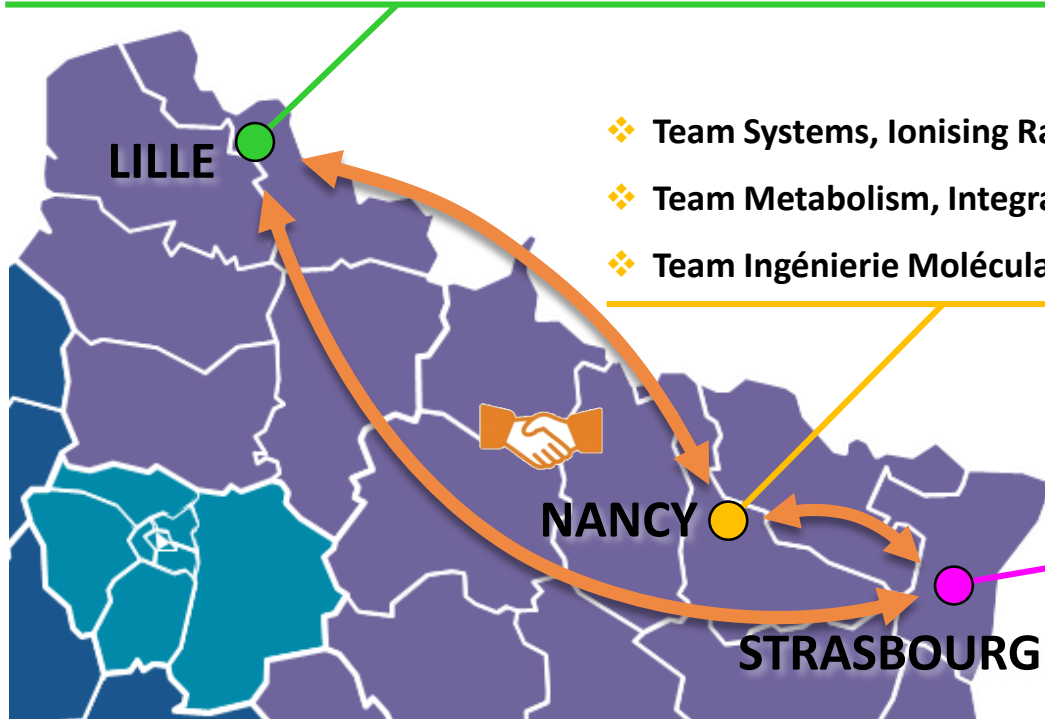 LILLE
Team Systems, Ionising Ra
Team Metabolism, Integra
Team Ingénierie Molécula
NANCY
STRASBOURG